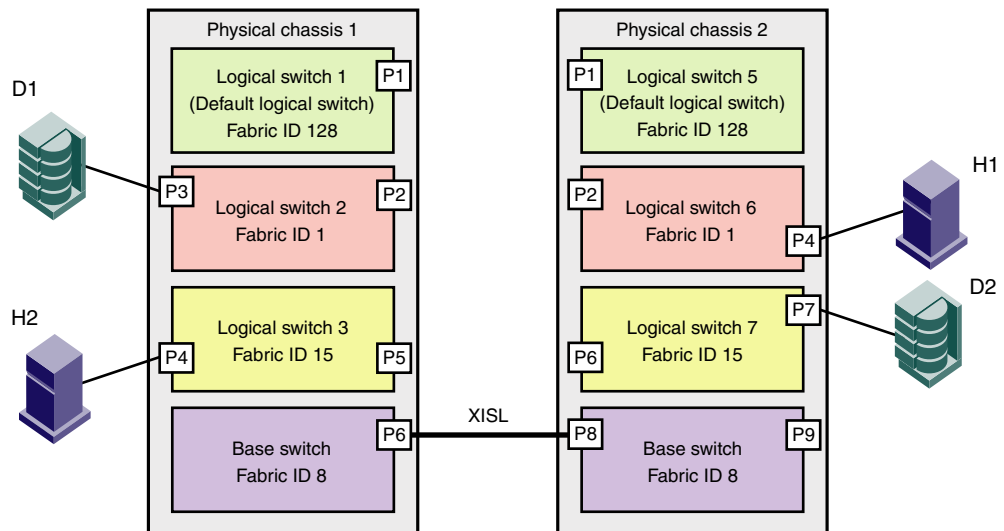 Physical chassis 1
Physical chassis 2
Logical switch 1
(Default logical switch)
Fabric ID 128
P1
P1
Logical switch 5
(Default logical switch)
Fabric ID 128
D1
H1
P3
Logical switch 2
Fabric ID 1
P2
P2
Logical switch 6
Fabric ID 1
P4
D2
H2
P4
Logical switch 3
Fabric ID 15
P5
P6
Logical switch 7
Fabric ID 15
P7
Base switch
Fabric ID 8
P6
XISL
P8
Base switch
Fabric ID 8
P9